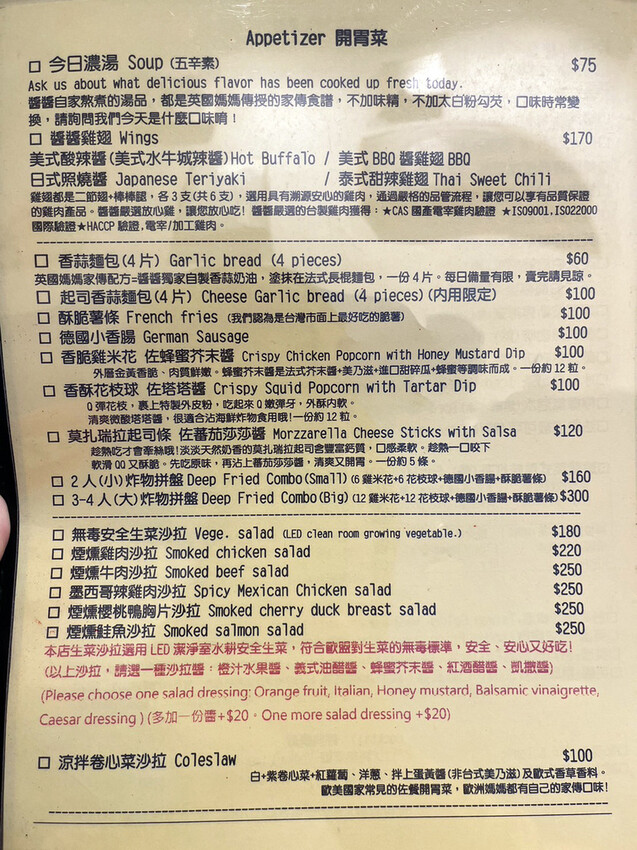 Appetizer 開胃菜
□ 今日濃湯 Soup (五辛素) $75
Ask us about what delicious flavor has been cooked up fresh today.
醬醬自家熬煮的湯品，都是英國媽媽傳授的家傳食譜，不加味精，不加太白粉勾芡，口味時常變
換，請詢問我們今天是什麼口味唷！
□ 醬醬雞翅 Wings $170
美式酸辣醬(美式水牛城辣醬)Hot Buffalo / 美式 BBQ 醬雞翅 BBQ
日式照燒醬 Japanese Teriyaki / 泰式甜辣雞翅 Thai Sweet Chili
雞翅都是二節翅+棒棒腿，各3支(共6支)，選用具有溯源安心的雞肉，通過嚴格的品管流程，讓您可以享有品質保證
的雞肉產品。醬醬嚴選放心雞，讓您放心吃! 醬醬嚴選的台製雞肉獲得：★CAS 國產電宰雞肉驗證 ★ISO9001.ISO22000
國際驗證★HACCP 驗證.電宰/加工雞肉。
□ 香蒜麵包(4片) Garlic bread (4 pieces) $60
英國媽媽家傳配方=醬醬獨家自製香蒜奶油，塗抹在法式長棍麵包，一份4片。每日備量有限，賣完請見諒。
□ 起司香蒜麵包(4片) Cheese Garlic bread (4 pieces)(內用限定) $100
□ 酥脆薯條 French fries (我們認為是台灣市面上最好吃的脆薯) $100
□ 德國小香腸 German Sausage $100
□ 香脆雞米花 佐蜂蜜芥末醬 Crispy Chicken Popcorn with Honey Mustard Dip $100
外層金黃香脆、肉質鮮嫩。蜂蜜芥末醬是法式芥末醬+美乃滋+進口甜碎瓜+蜂蜜等調味而成。一份約12粒。
□ 香酥花枝球 佐塔塔醬 Crispy Squid Popcorn with Tartar Dip $100
Q彈花枝，裹上特製外皮粉，吃起來Q嫩彈牙，外酥內軟。
清爽微酸塔塔醬，很適合沾海鮮炸物食用哦!一份約12粒。
□ 莫扎瑞拉起司條 佐蕃茄莎莎醬 Morzzarella Cheese Sticks with Salsa $120
趁熱吃才會牽絲哦!淡淡天然奶香的莫扎瑞拉起司含豐富鈣質，口感柔軟。趁熱一口咬下
軟滑QQ又酥脆。先吃原味，再沾上蕃茄莎莎醬，清爽又開胃。一份約5條。
□ 2人(小)炸物拼盤 Deep Fried Combo(Small)(6雞米花+6花枝球+德國小香腸+酥脆薯條) $160
□ 3-4人(大)炸物拼盤 Deep Fried Combo(Big)(12雞米花+12花枝球+德國小香腸+酥脆薯條)$300
□ 無毒安全生菜沙拉 Vege. salad (LED clean room growing vegetable.) $180
□ 煙燻雞肉沙拉 Smoked chicken salad $220
□ 煙燻牛肉沙拉 Smoked beef salad $250
□ 墨西哥辣雞肉沙拉 Spicy Mexican Chicken salad $250
□ 煙燻櫻桃鴨胸片沙拉 Smoked cherry duck breast salad $250
□ 煙燻鮭魚沙拉 Smoked salmon salad $250
本店生菜沙拉選用LED潔淨室水耕安全生菜，符合歐盟對生菜的無毒標準，安全、安心又好吃!
(以上沙拉，請選一種沙拉醬：橙汁水果醬、義式油醋醬、蜂蜜芥末醬、紅酒醋醬、凱撒醬)
(Please choose one salad dressing: Orange fruit, Italian, Honey mustard, Balsamic vinaigrette,
Caesar dressing ) (多加一份醬+$20。One more salad dressing +$20)
□ 涼拌卷心菜沙拉 Coleslaw $100
白+紫卷心菜+紅蘿蔔、洋蔥、拌上蛋黃醬(非台式美乃滋)及歐式香草香料。
歐美國家常見的佐餐開胃菜，歐洲媽媽都有自己的家傳口味!